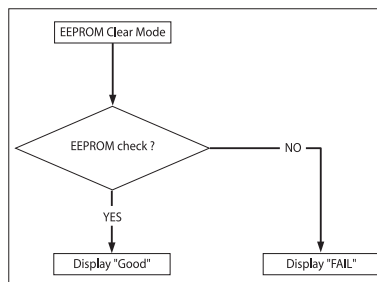 EEPROM Clear Mode
EEPROM check ?
NO
YES
Display "Good"
Display "FAIL"